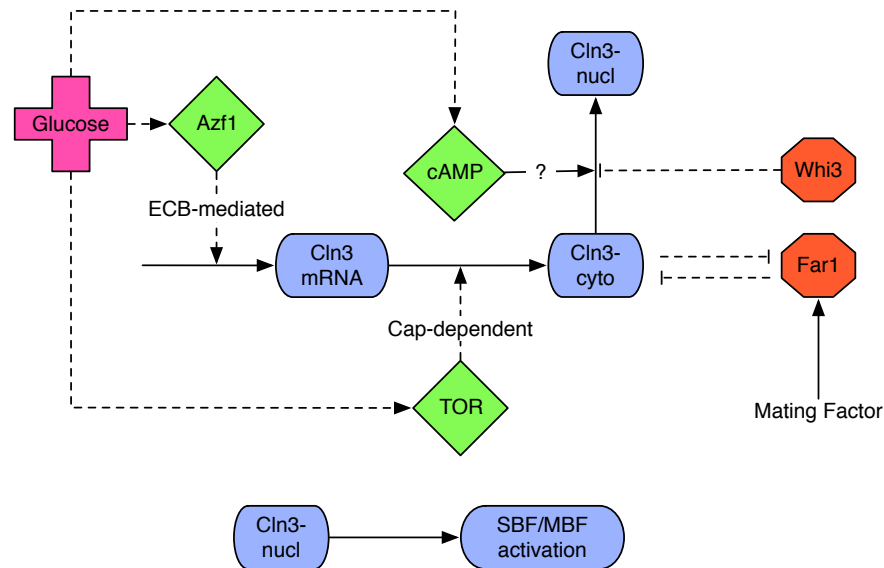 Cln3-
nucl
Glucose
Azf1
cAMP
?
Whi3
ECB-mediated
Cln3
mRNA
Cln3-
cyto
Far1
Cap-dependent
TOR
Mating Factor
Cln3-
nucl
SBF/MBF
activation